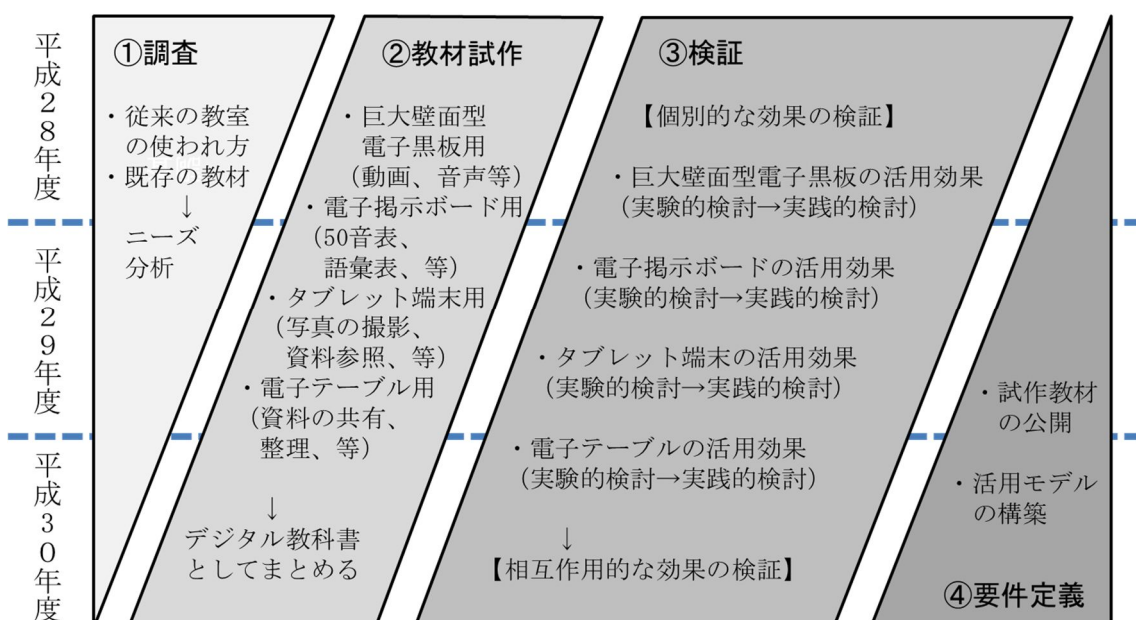 平成28年度
平成29年度
平成30年度
①調査
・従来の教室
の使われ方
・既存の教材
↓
ニーズ
分析
②教材試作
・巨大壁面型
電子黒板用
（動画、音声等）
・電子掲示ボード用
（50音表、
語彙表、等）
・タブレット端末用
（写真の撮影、
資料参照、等）
・電子テーブル用
（資料の共有、
整理、等）
↓
デジタル教科書
としてまとめる
③検証
【個別的な効果の検証】
・巨大壁面型電子黒板の活用効果
（実験的検討→実践的検討）
・電子掲示ボードの活用効果
（実験的検討→実践的検討）
・タブレット端末の活用効果
（実験的検討→実践的検討）
・電子テーブルの活用効果
（実験的検討→実践的検討）
↓
【相互作用的な効果の検証】
・試作教材
の公開
・活用モデル
の構築
④要件定義